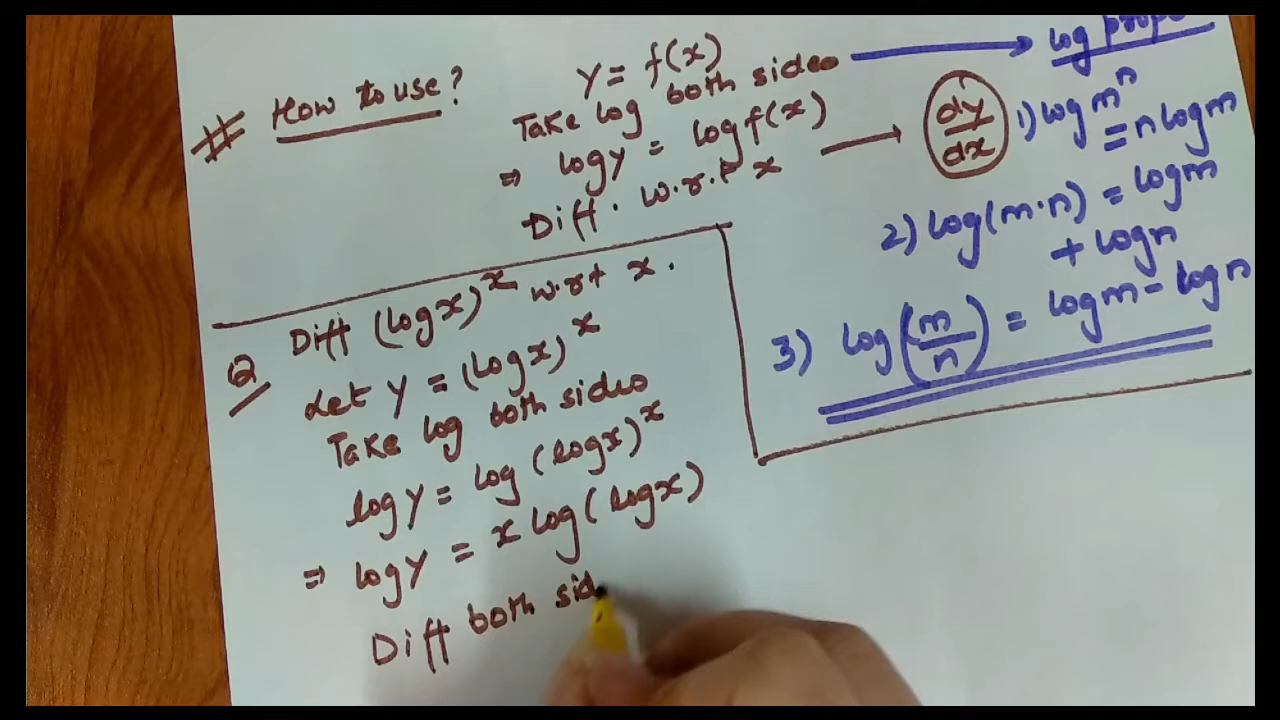 # How to use?
y = f(x)
Take log both sides
⇒ log y = log f(x)
Diff. w.r.t x
dy/dx
log
1) log mⁿ
= n log m
2) log(m·n) = log m
+ log n
3) log(m/n) = log m - log n
Q Diff (log x)ˣ w.r.t x.
Let y = (log x)ˣ
Take log both sides
log y = log (log x)ˣ
⇒ log y = x log(log x)
Diff both sid